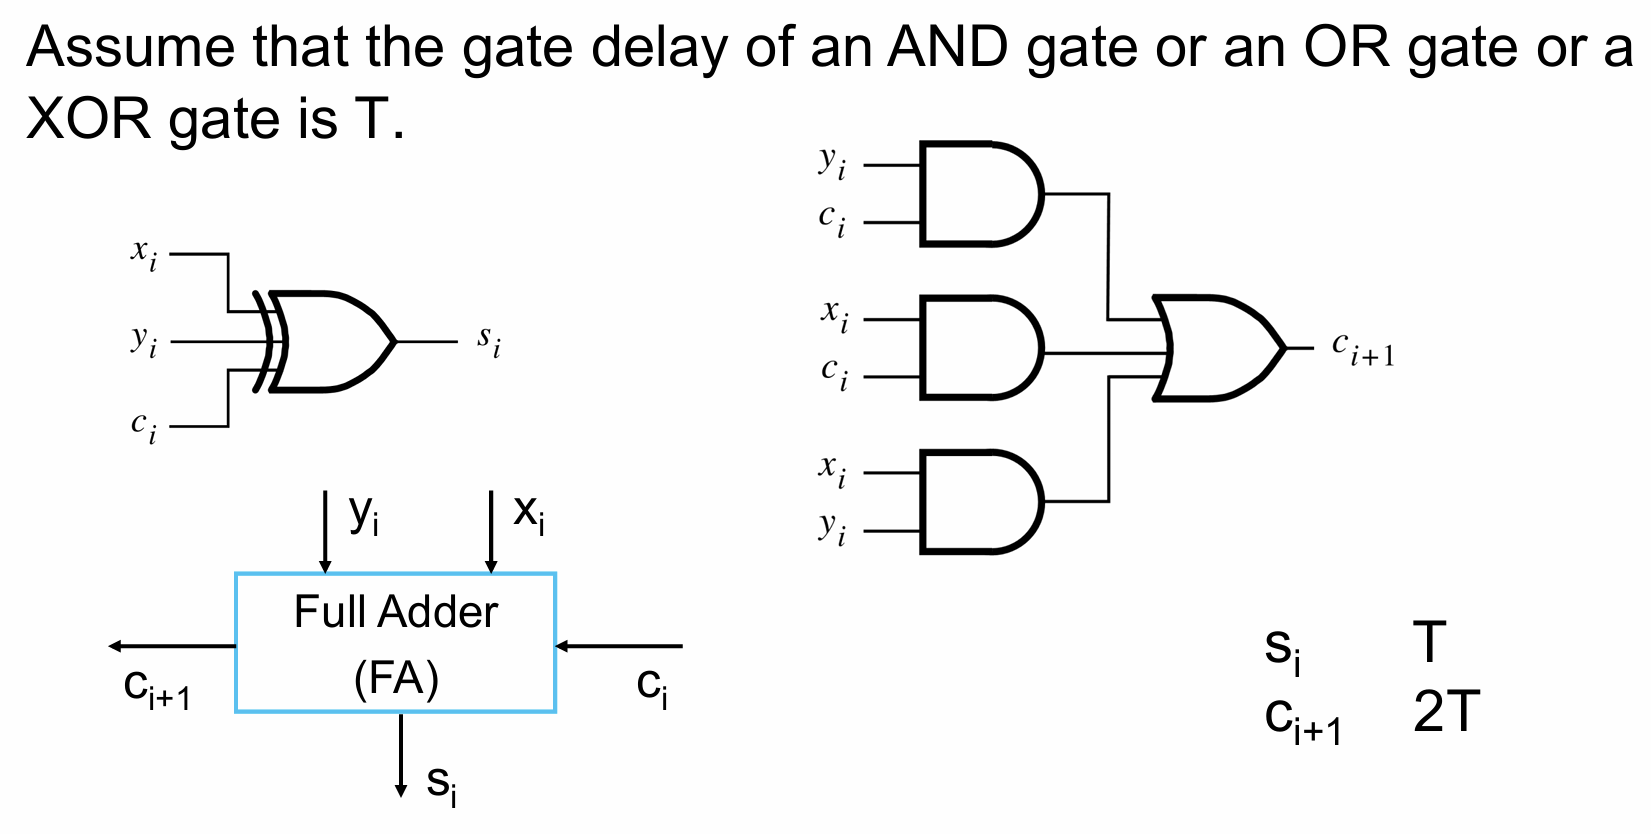 Assume that the gate delay of an AND gate or an OR gate or a
XOR gate is T.
x_i
y_i
c_i
s_i
y_i
c_i
x_i
c_i
x_i
y_i
c_{i+1}
y_i
x_i
Full Adder
(FA)
c_{i+1}
c_i
s_i
s_i T
c_{i+1} 2T